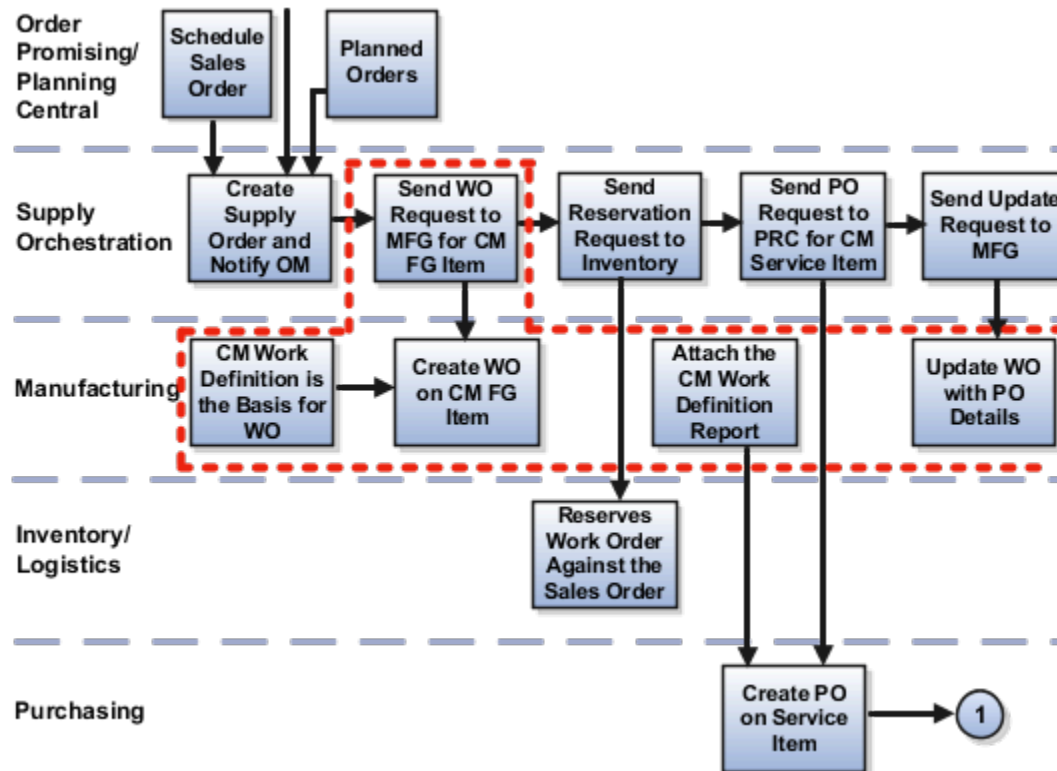 Order
Promising/
Planning
Central
Schedule
Sales
Order
Planned
Orders
Supply
Orchestration
Create
Supply
Order and
Notify OM
Send WO
Request to
MFG for CM
FG Item
Send
Reservation
Request to
Inventory
Send PO
Request to
PRC for CM
Service Item
Send Update
Request to
MFG
Manufacturing
CM Work
Definition is
the Basis for
WO
Create WO
on CM FG
Item
Attach the
CM Work
Definition
Report
Update WO
with PO
Details
Inventory/
Logistics
Reserves
Work Order
Against the
Sales Order
Purchasing
Create PO
on Service
Item
1